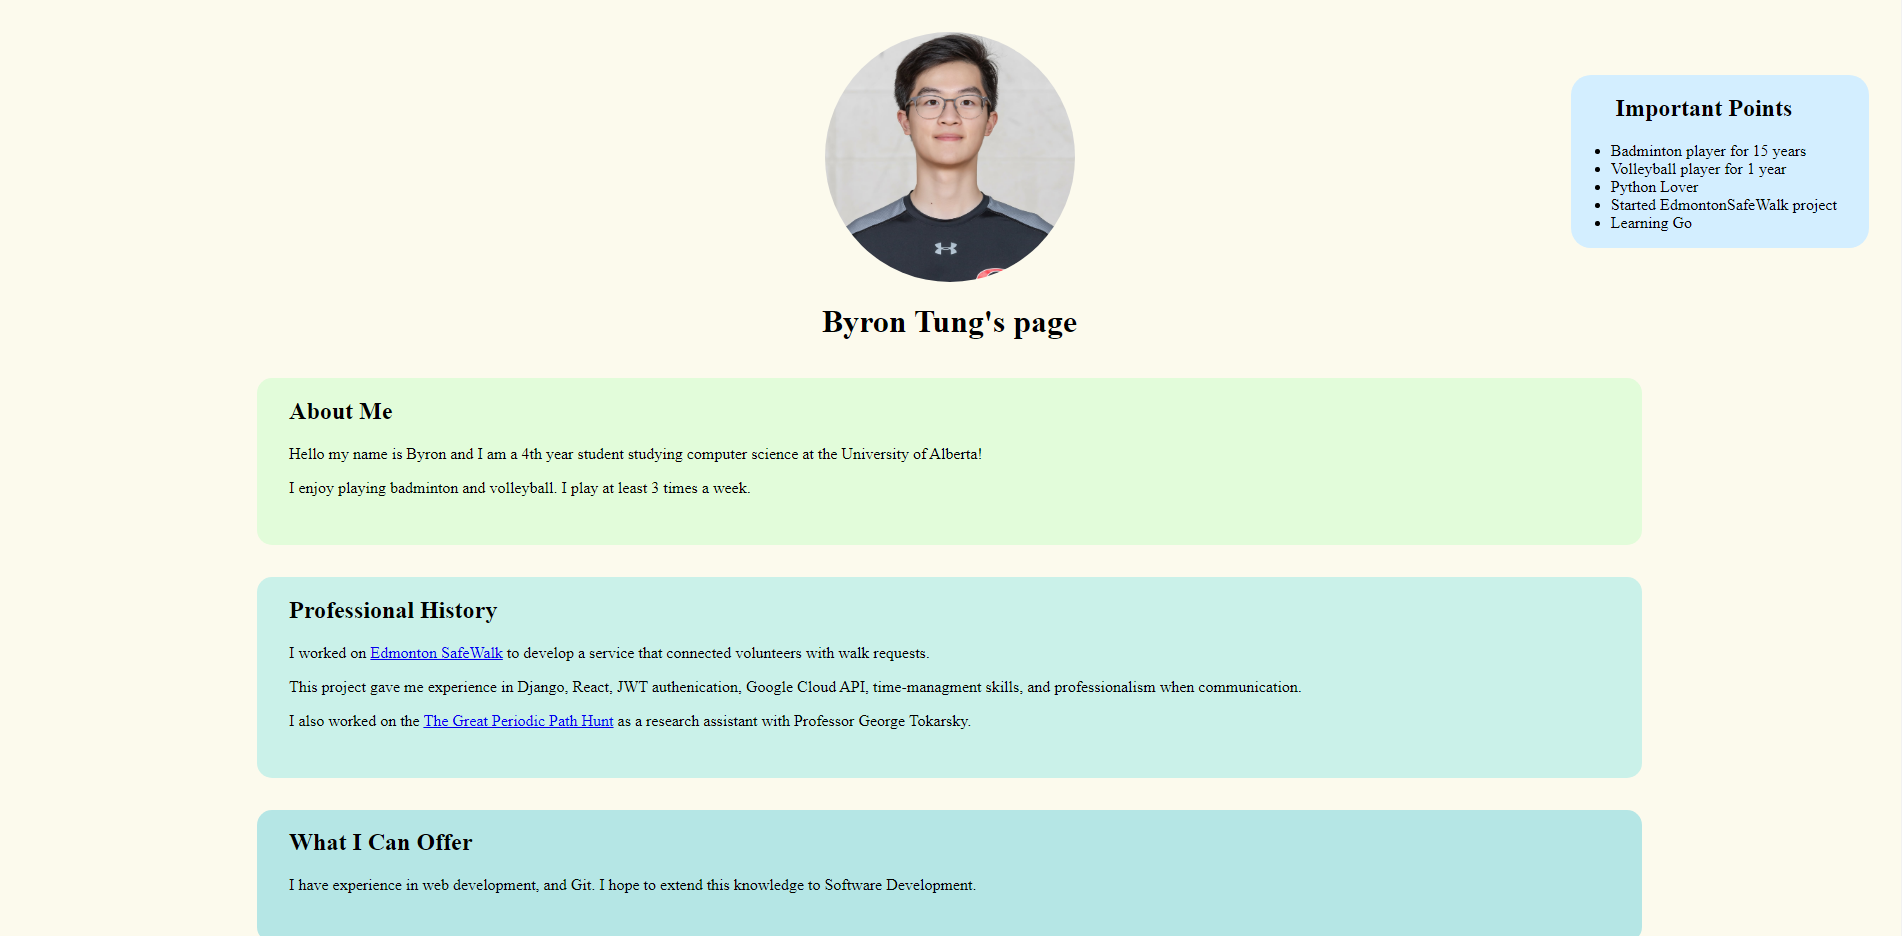 Byron Tung's page
Important Points
Badminton player for 15 years
Volleyball player for 1 year
Python Lover
Started EdmontonSafeWalk project
Learning Go
About Me
Hello my name is Byron and I am a 4th year student studying computer science at the University of Alberta!
I enjoy playing badminton and volleyball. I play at least 3 times a week.
Professional History
I worked on Edmonton SafeWalk to develop a service that connected volunteers with walk requests.
This project gave me experience in Django, React, JWT authenication, Google Cloud API, time-managment skills, and professionalism when communication.
I also worked on the The Great Periodic Path Hunt as a research assistant with Professor George Tokarsky.
What I Can Offer
I have experience in web development, and Git. I hope to extend this knowledge to Software Development.